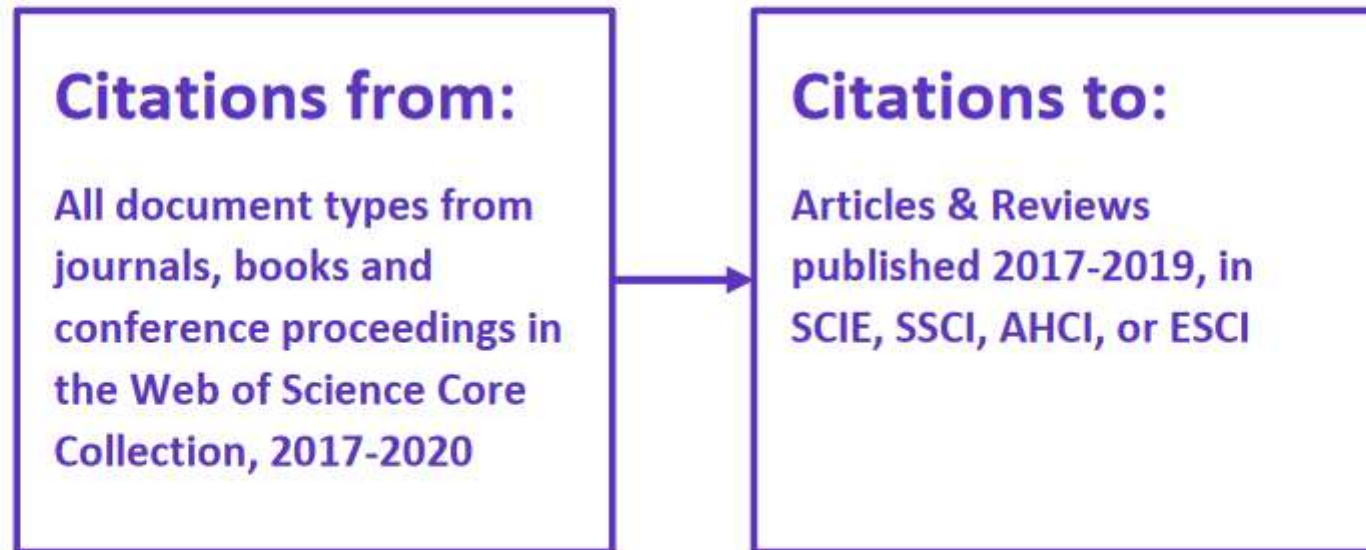 Citations from:
All document types from
journals, books and
conference proceedings in
the Web of Science Core
Collection, 2017-2020
Citations to:
Articles & Reviews
published 2017-2019, in
SCIE, SSCI, AHCI, or ESCI